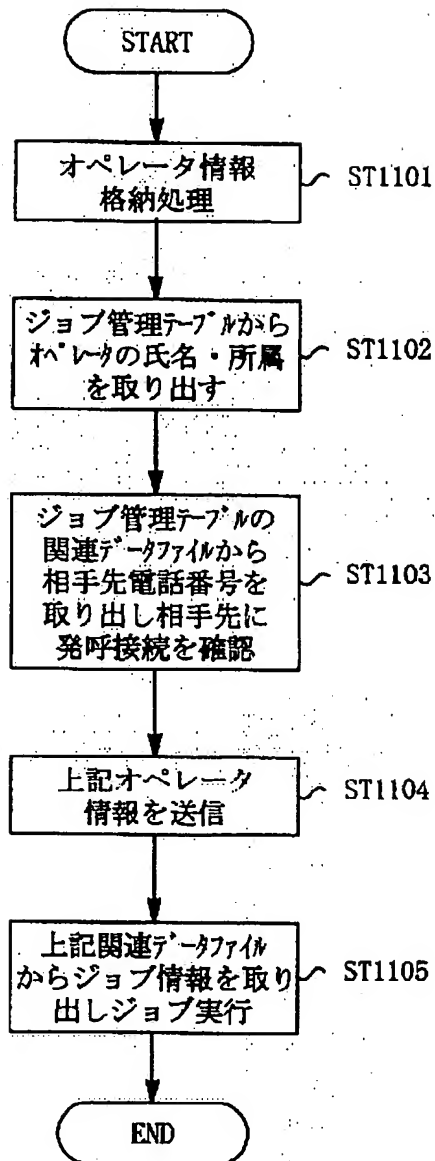 START
オペレータ情報
格納処理
ST1101
ジョブ管理ﾃｰﾌﾞﾙから
ｵﾍﾟﾚｰﾀの氏名・所属
を取り出す
ST1102
ジョブ管理ﾃｰﾌﾞﾙの
関連ﾃﾞｰﾀﾌｧｲﾙから
相手先電話番号を
取り出し相手先に
発呼接続を確認
ST1103
上記オペレータ
情報を送信
ST1104
上記関連ﾃﾞｰﾀﾌｧｲﾙ
からジョブ情報を取り
出しジョブ実行
ST1105
END